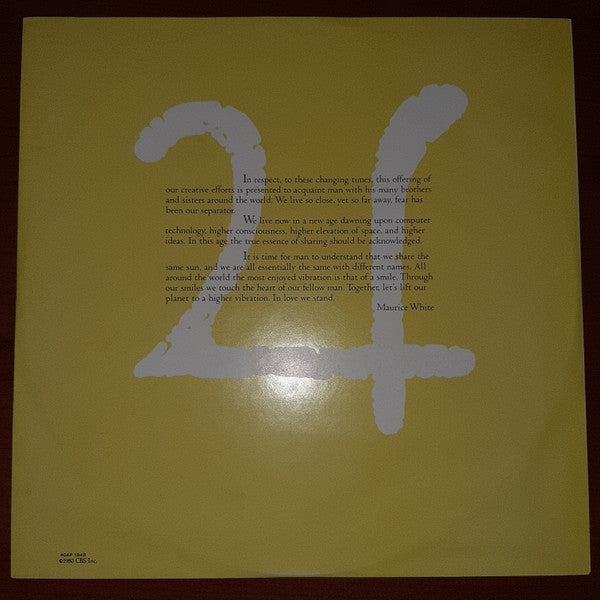 In respect, to these changing times, this offering of
our creative efforts is presented to acquaint man with his many brothers
and sisters around the world. We live so close, yet so far away, fear has
been our separator.
We live now in a new age dawning upon computer
technology, higher consciousness, higher elevation of space, and higher
ideas. In this age the true essence of sharing should be acknowledged.
It is time for man to understand that we share the
same sun, and we are all essentially the same with different names. All
around the world the most enjoyed vibration is that of a smile. Through
our smiles we touch the heart of our fellow man. Together, let's lift our
planet to a higher vibration. In love we stand.
Maurice White
40AP 1940
©1980 CBS Inc.